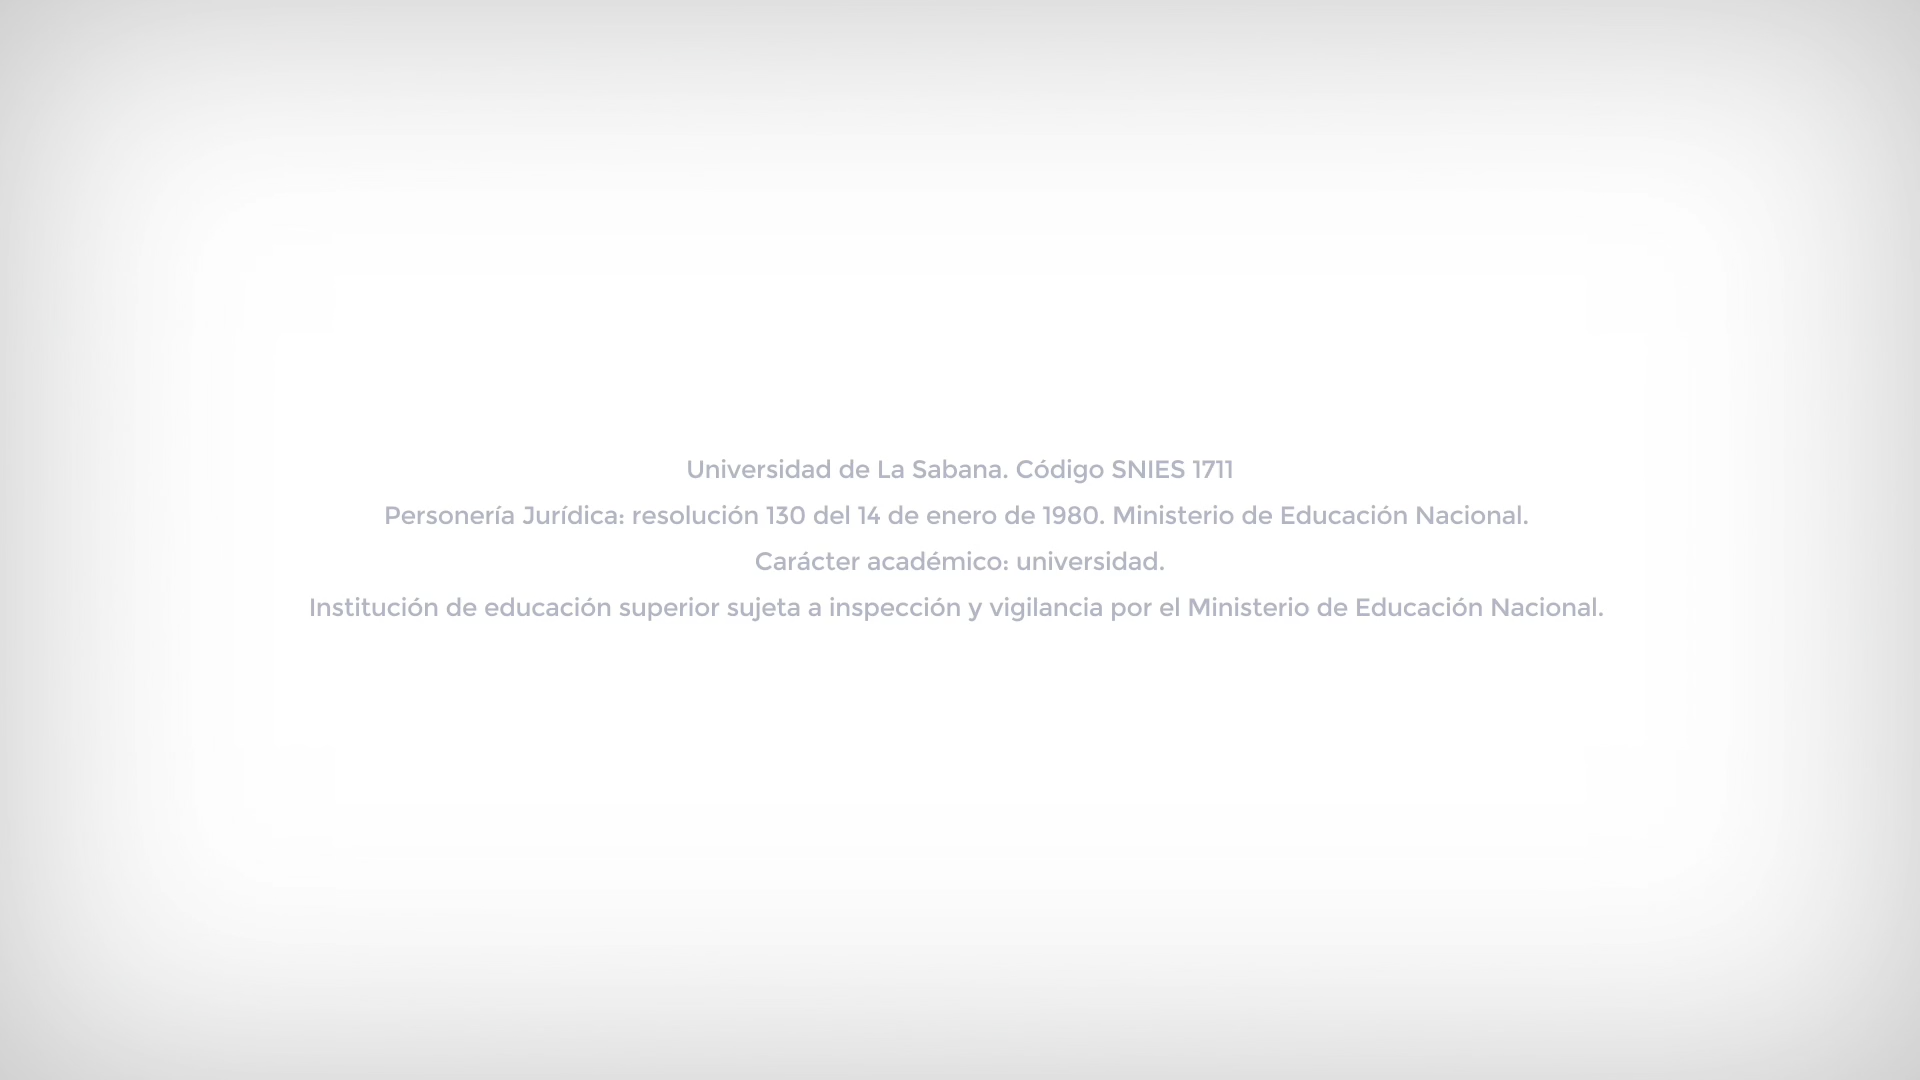 Universidad de La Sabana. Código SNIES 1711
Personería Jurídica: resolución 130 del 14 de enero de 1980. Ministerio de Educación Nacional.
Carácter académico: universidad.
Institución de educación superior sujeta a inspección y vigilancia por el Ministerio de Educación Nacional.